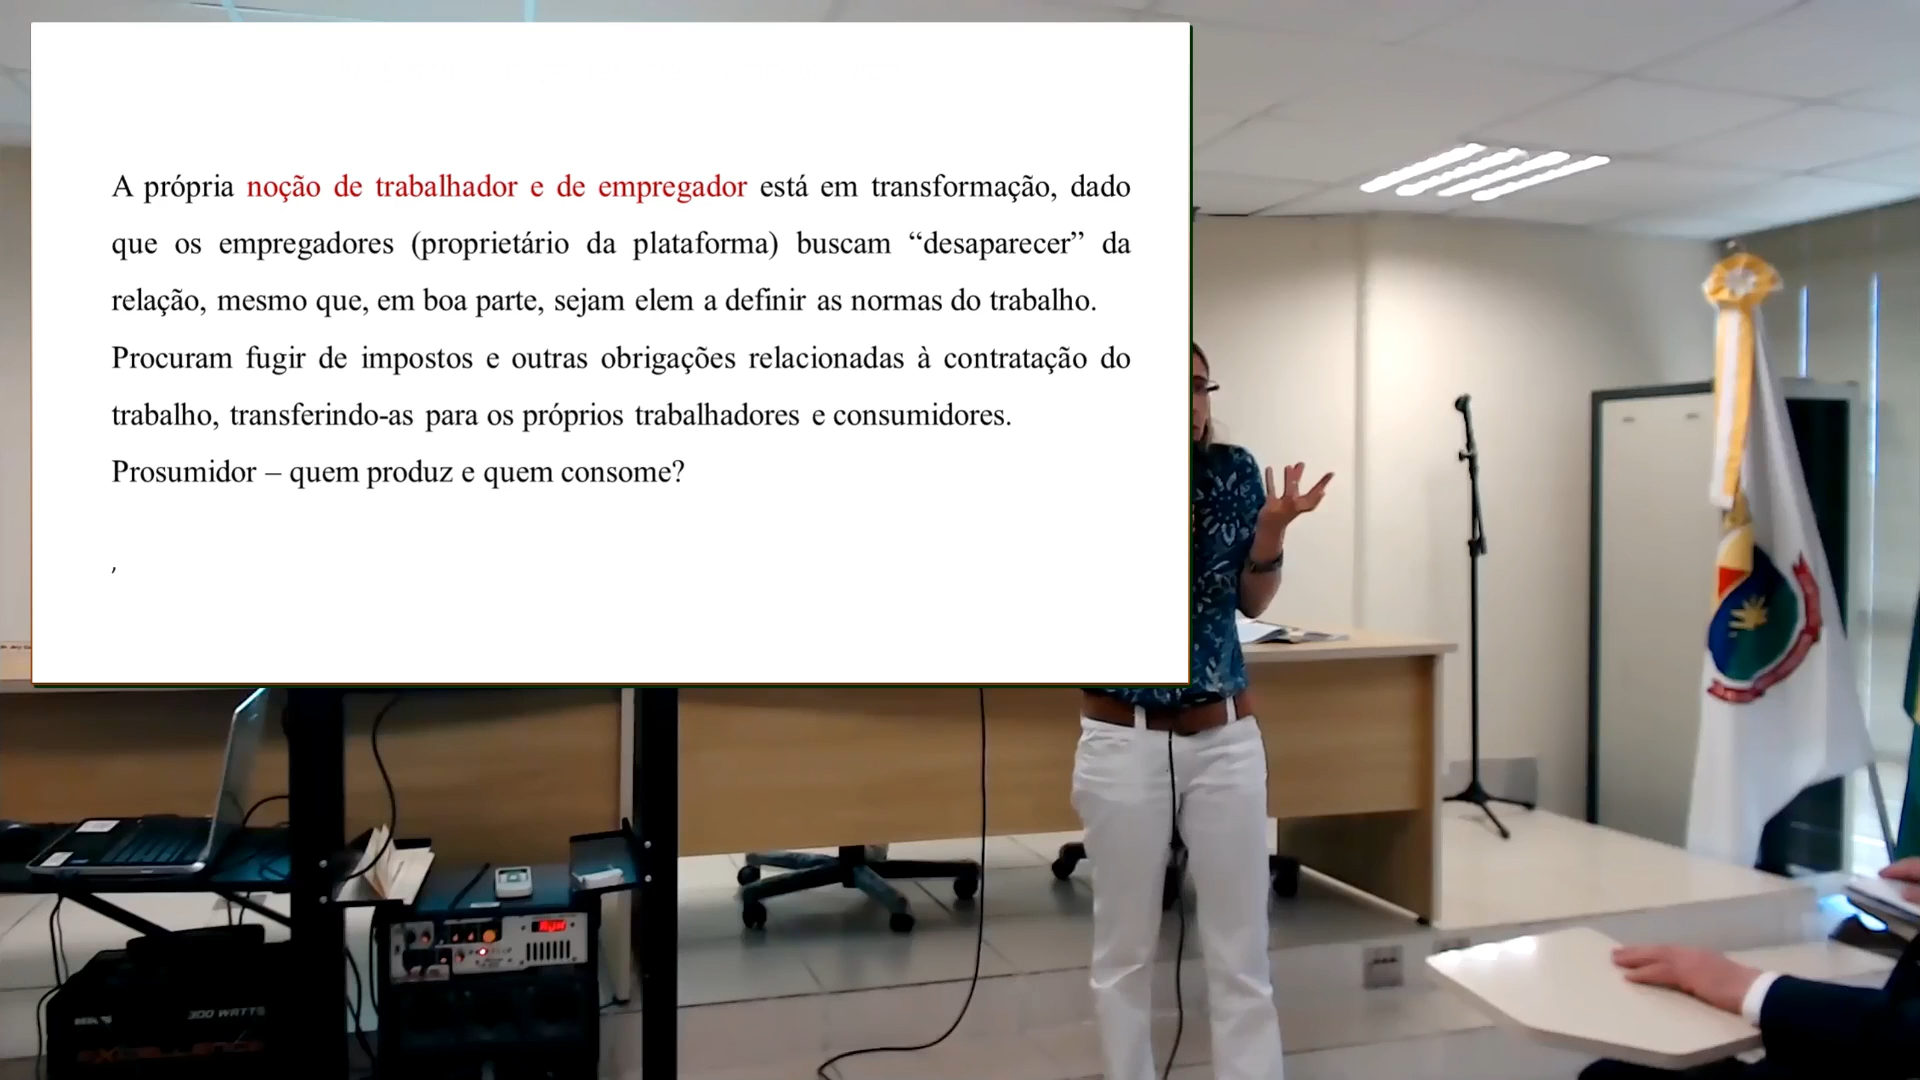 A própria noção de trabalhador e de empregador está em transformação, dado
que os empregadores (proprietário da plataforma) buscam “desaparecer” da
relação, mesmo que, em boa parte, sejam elem a definir as normas do trabalho.
Procuram fugir de impostos e outras obrigações relacionadas à contratação do
trabalho, transferindo-as para os próprios trabalhadores e consumidores.
Prosumidor – quem produz e quem consome?
,
300 WATTS